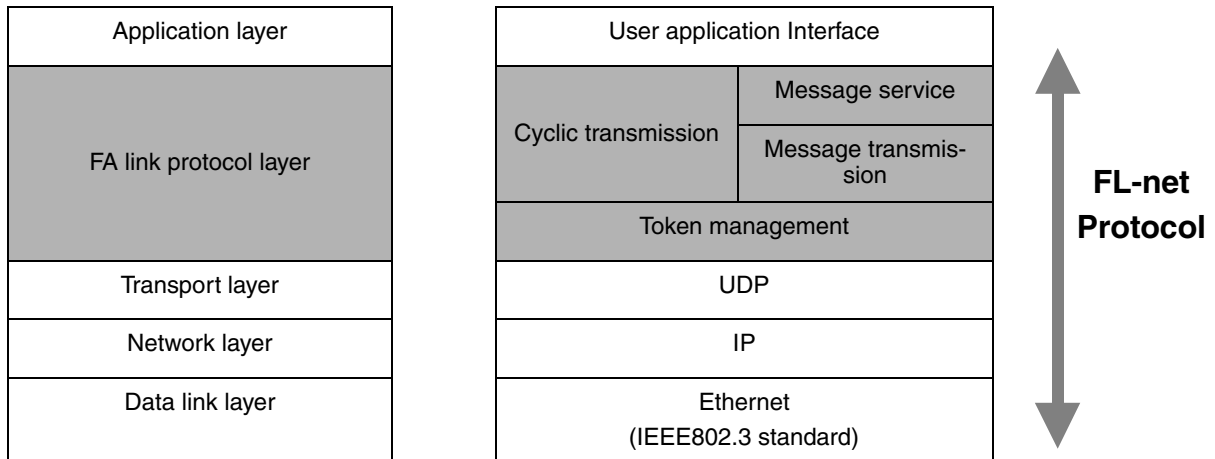 Application layer
FA link protocol layer
Transport layer
Network layer
Data link layer
User application Interface
Cyclic transmission
Message service
Message transmis-
sion
Token management
UDP
IP
Ethernet
(IEEE802.3 standard)
FL-net
Protocol